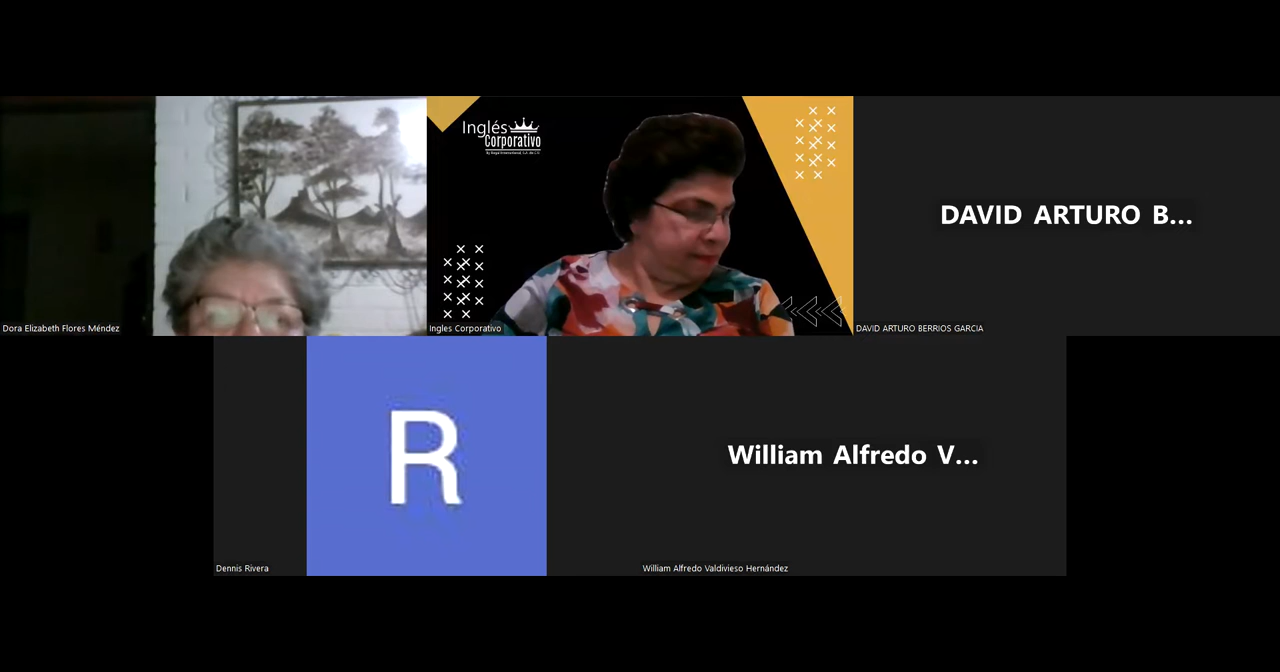 Inglés
Corporativo
DAVID ARTURO B...
Dora Elizabeth Flores Méndez
Ingles Corporativo
DAVID ARTURO BERRIOS GARCIA
R
William Alfredo V...
Dennis Rivera
William Alfredo Valdivieso Hernández